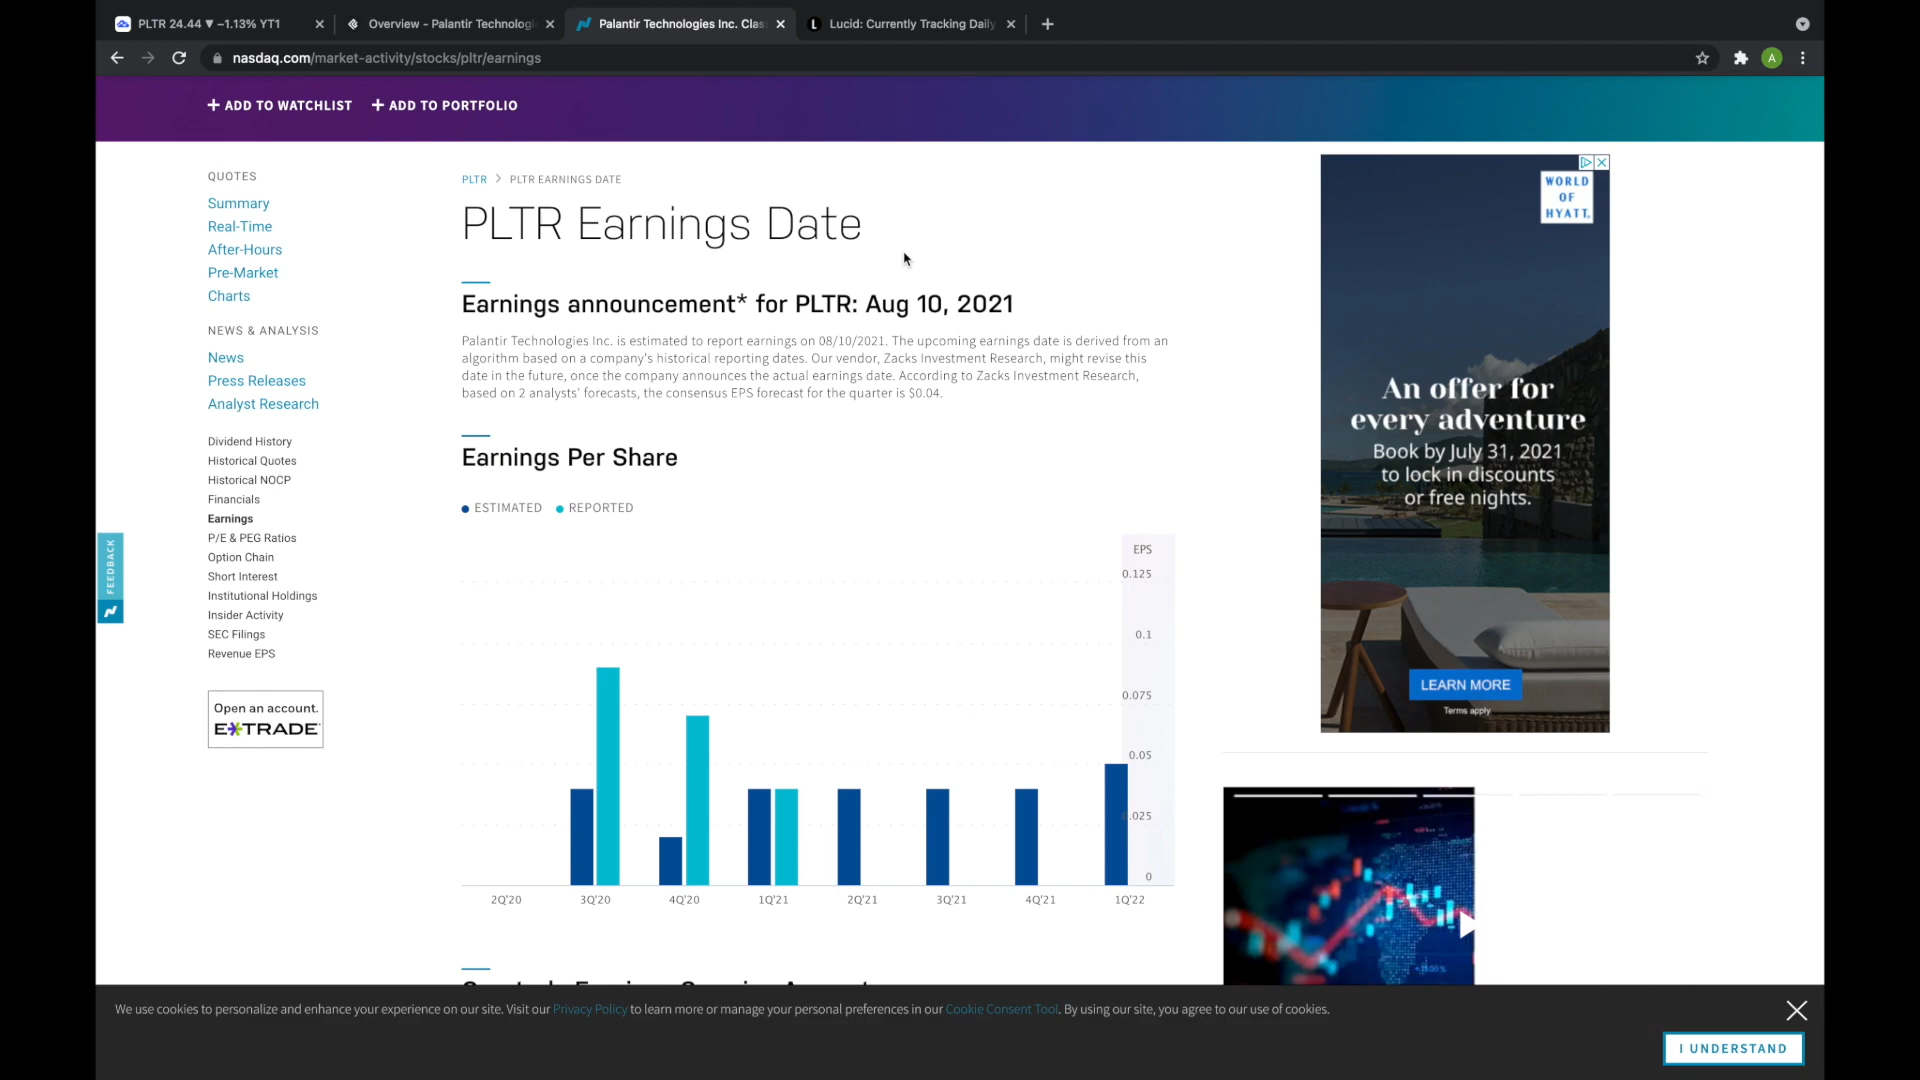 PLTR 24.44 ▼ −1.13% YT1
Overview - Palantir Technologi
Palantir Technologies Inc. Clas
Lucid: Currently Tracking Daily
nasdaq.com/market-activity/stocks/pltr/earnings
A
+ ADD TO WATCHLIST + ADD TO PORTFOLIO
QUOTES
Summary
Real-Time
After-Hours
Pre-Market
Charts
NEWS & ANALYSIS
News
Press Releases
Analyst Research
Dividend History
Historical Quotes
Historical NOCP
Financials
Earnings
P/E & PEG Ratios
Option Chain
Short Interest
Institutional Holdings
Insider Activity
SEC Filings
Revenue EPS
Open an account.
E*TRADE
FEEDBACK
PLTR > PLTR EARNINGS DATE
PLTR Earnings Date
Earnings announcement* for PLTR: Aug 10, 2021
Palantir Technologies Inc. is estimated to report earnings on 08/10/2021. The upcoming earnings date is derived from an
algorithm based on a company's historical reporting dates. Our vendor, Zacks Investment Research, might revise this
date in the future, once the company announces the actual earnings date. According to Zacks Investment Research,
based on 2 analysts' forecasts, the consensus EPS forecast for the quarter is $0.04.
Earnings Per Share
ESTIMATED REPORTED
EPS
0.125
0.1
0.075
0.05
0.025
0
2Q'20 3Q'20 4Q'20 1Q'21 2Q'21 3Q'21 4Q'21 1Q'22
WORLD
OF
HYATT.
An offer for
every adventure
Book by July 31, 2021
to lock in discounts
or free nights.
LEARN MORE
Terms apply
We use cookies to personalize and enhance your experience on our site. Visit our Privacy Policy to learn more or manage your personal preferences in our Cookie Consent Tool. By using our site, you agree to our use of cookies.
I UNDERSTAND